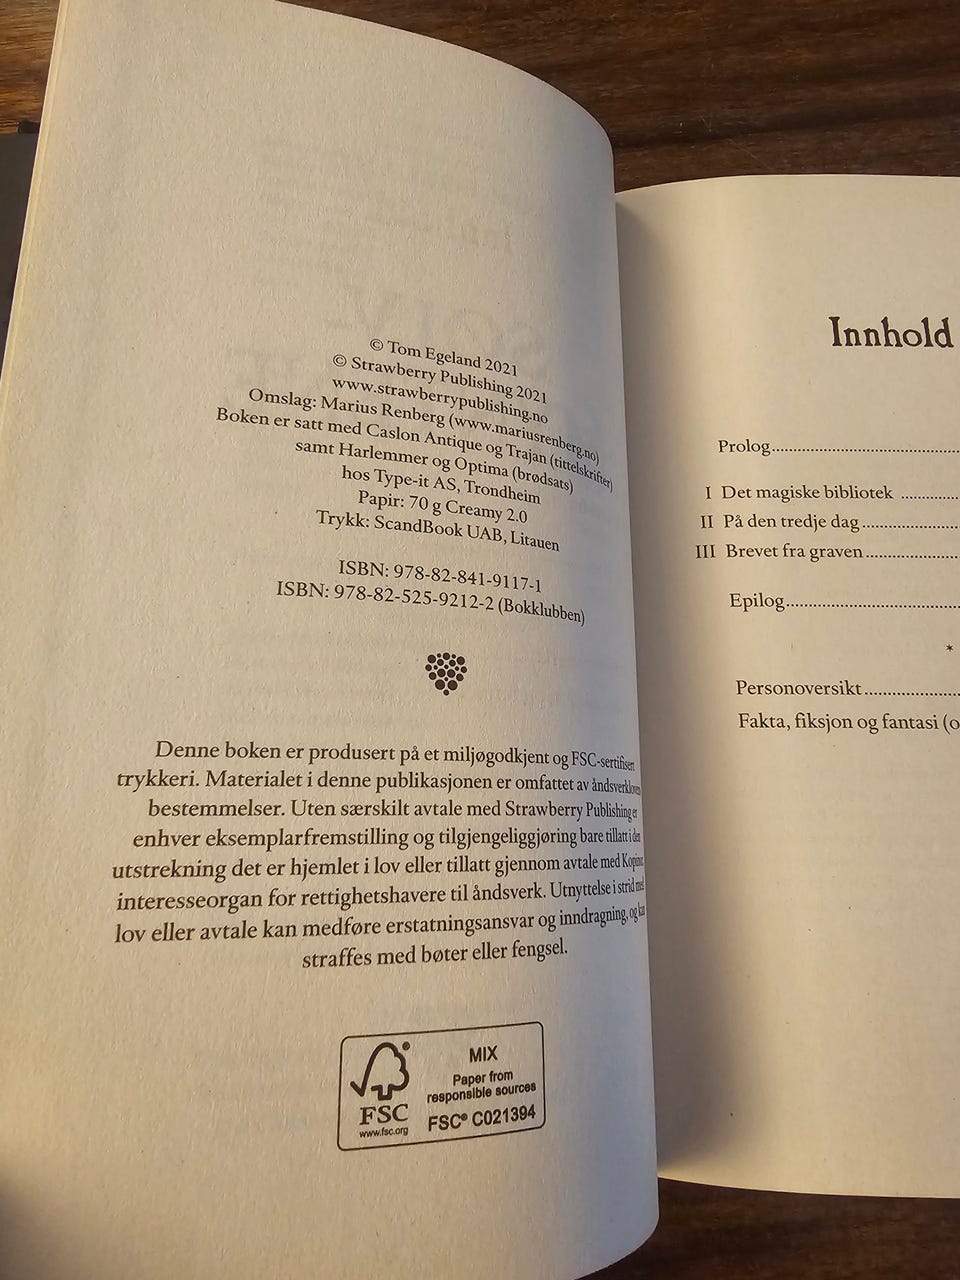 © Tom Egeland 2021
© Strawberry Publishing 2021
www.strawberrypublishing.no
Omslag: Marius Renberg (www.mariusrenberg.no)
Boken er satt med Caslon Antique og Trajan (tittelskrifter)
samt Harlemmer og Optima (brødsats)
hos Type-it AS, Trondheim
Papir: 70 g Creamy 2.0
Trykk: ScandBook UAB, Litauen
ISBN: 978-82-841-9117-1
ISBN: 978-82-525-9212-2 (Bokklubben)
Denne boken er produsert på et miljøgodkjent og FSC-sertifisert
trykkeri. Materialet i denne publikasjonen er omfattet av åndsverklovens
bestemmelser. Uten særskilt avtale med Strawberry Publishing er
enhver eksemplarfremstilling og tilgjengeliggjøring bare tillatt i den
utstrekning det er hjemlet i lov eller tillatt gjennom avtale med
interesseorgan for rettighetshavere til åndsverk. Utnyttelse i strid med
lov eller avtale kan medføre erstatningsansvar og inndragning, og kan
straffes med bøter eller fengsel.
FSC
www.fsc.org
MIX
Paper from
responsible sources
FSC® C021394
Innhold
Prolog
I Det magiske bibliotek
II På den tredje dag
III Brevet fra graven
Epilog
*
Personoversikt
Fakta, fiksjon og fantasi (